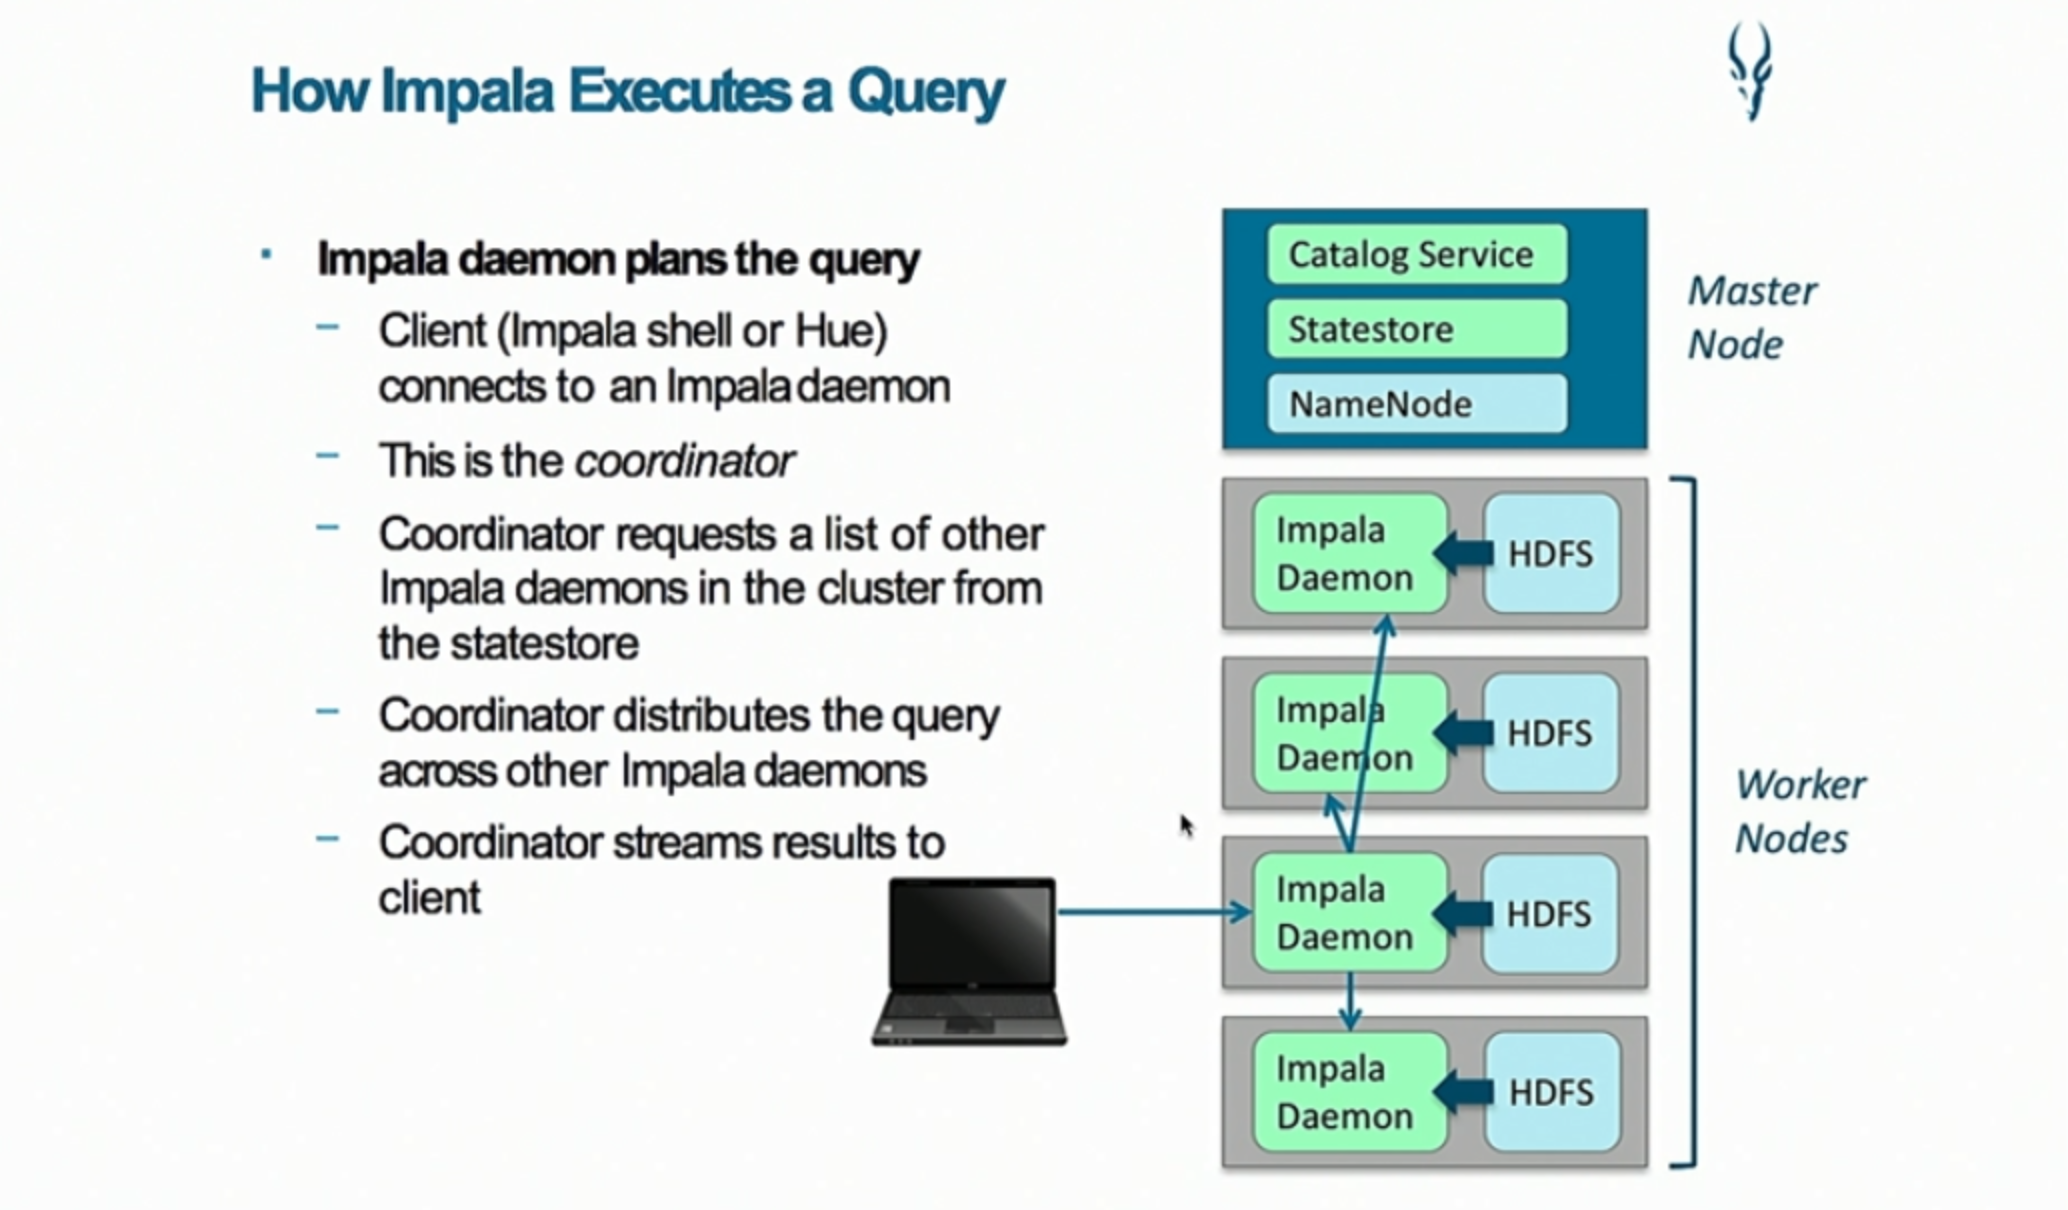 How Impala Executes a Query
Impala daemon plans the query
Client (Impala shell or Hue)
connects to an Impala daemon
This is the coordinator
Coordinator requests a list of other
Impala daemons in the cluster from
the statestore
Coordinator distributes the query
across other Impala daemons
Coordinator streams results to
client
Catalog Service
Statestore
NameNode
Master
Node
Impala
Daemon
HDFS
Impala
Daemon
HDFS
Impala
Daemon
HDFS
Impala
Daemon
HDFS
Worker
Nodes